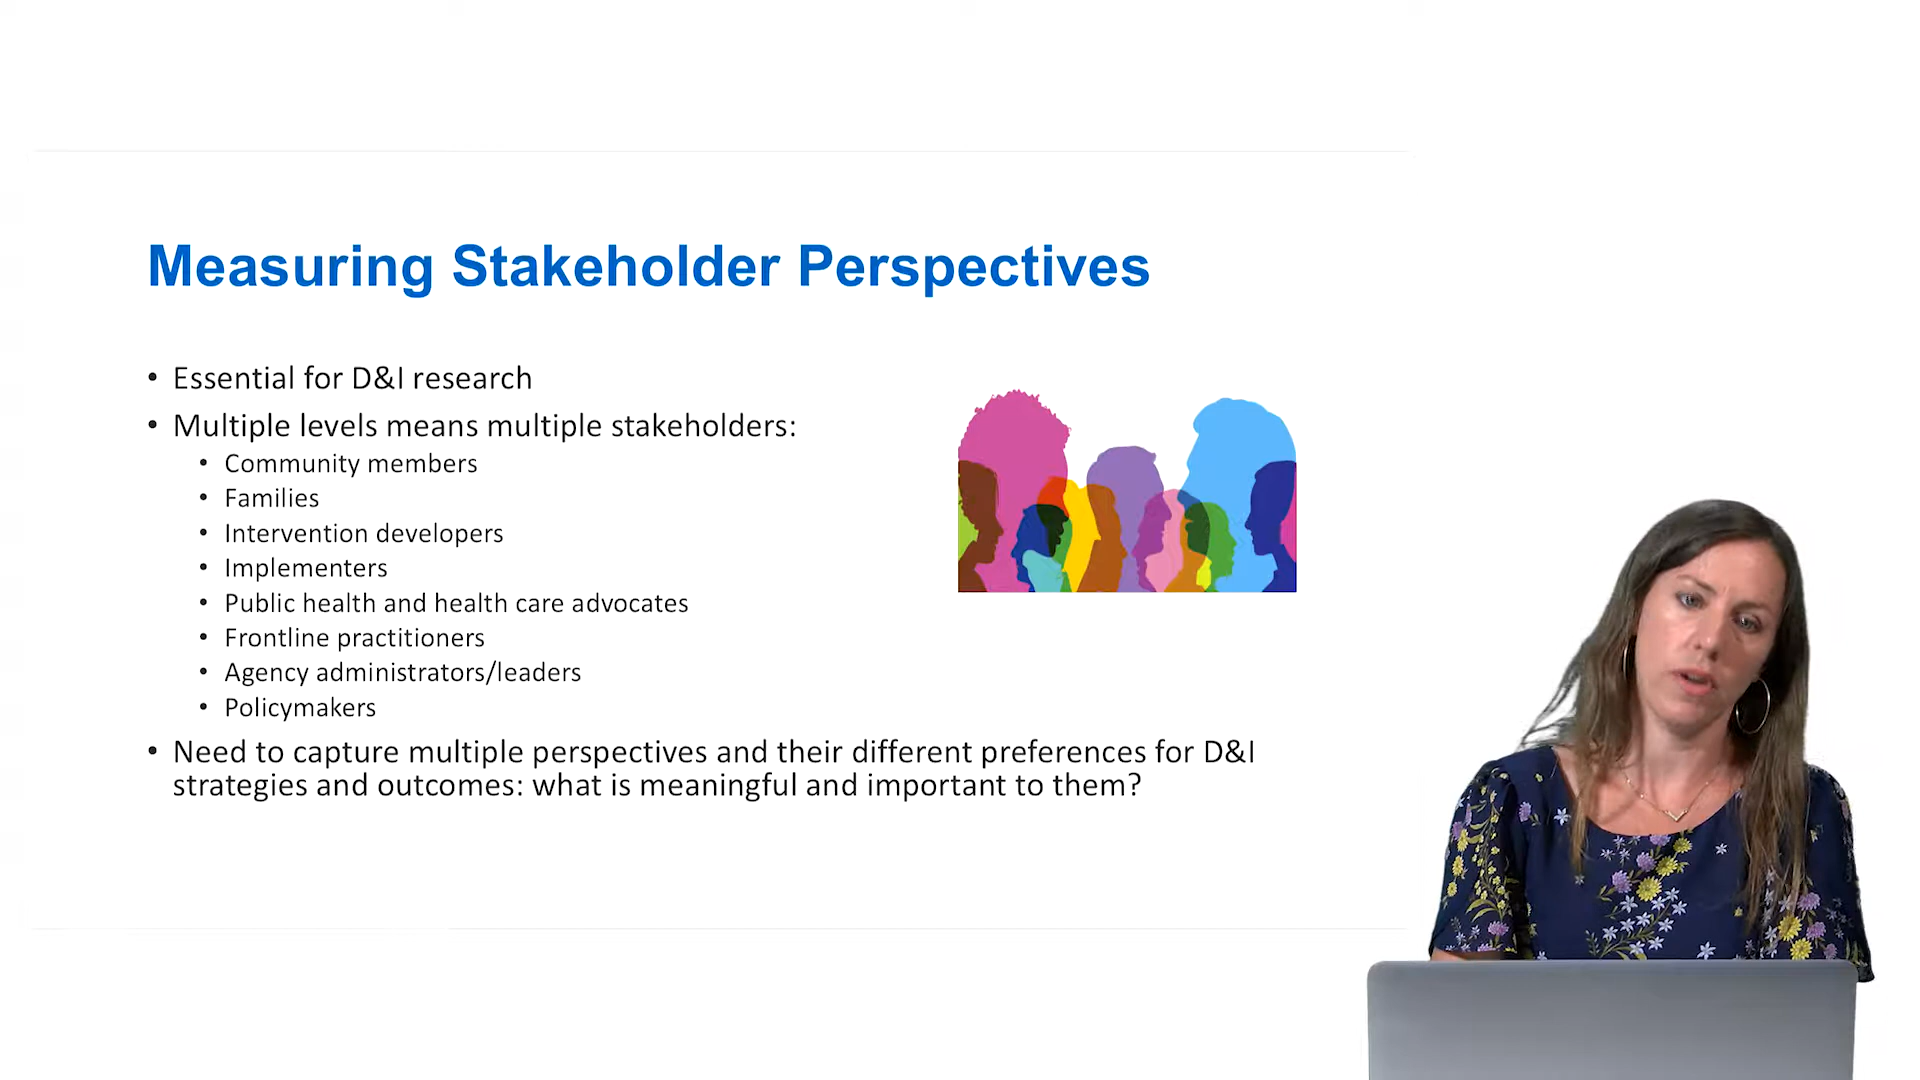 Measuring Stakeholder Perspectives
• Essential for D&I research
• Multiple levels means multiple stakeholders:
• Community members
• Families
• Intervention developers
• Implementers
• Public health and health care advocates
• Frontline practitioners
• Agency administrators/leaders
• Policymakers
• Need to capture multiple perspectives and their different preferences for D&I
strategies and outcomes: what is meaningful and important to them?